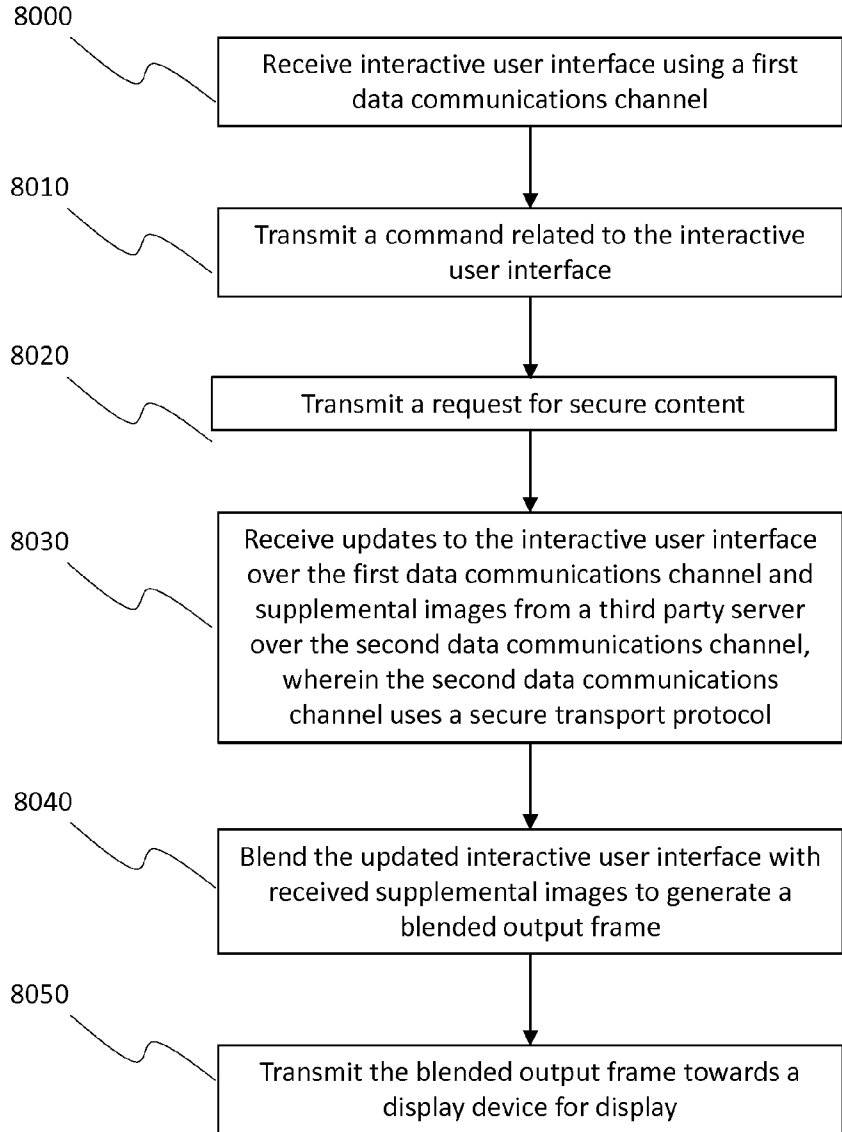 8000
Receive interactive user interface using a first
data communications channel
8010
Transmit a command related to the interactive
user interface
8020
Transmit a request for secure content
8030
Receive updates to the interactive user interface
over the first data communications channel and
supplemental images from a third party server
over the second data communications channel,
wherein the second data communications
channel uses a secure transport protocol
8040
Blend the updated interactive user interface with
received supplemental images to generate a
blended output frame
8050
Transmit the blended output frame towards a
display device for display